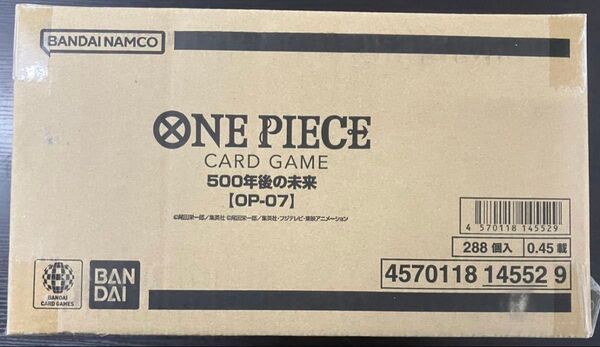 BANDAI NAMCO
ONE PIECE
CARD GAME
500年後の未来
【OP-07】
©尾田栄一郎／集英社 ©尾田栄一郎／集英社・フジテレビ・東映アニメーション
4 570118 145529
288 個入
0.45 載
4570118 14552 9
BANDAI
CARD GAMES
BAN
DAI